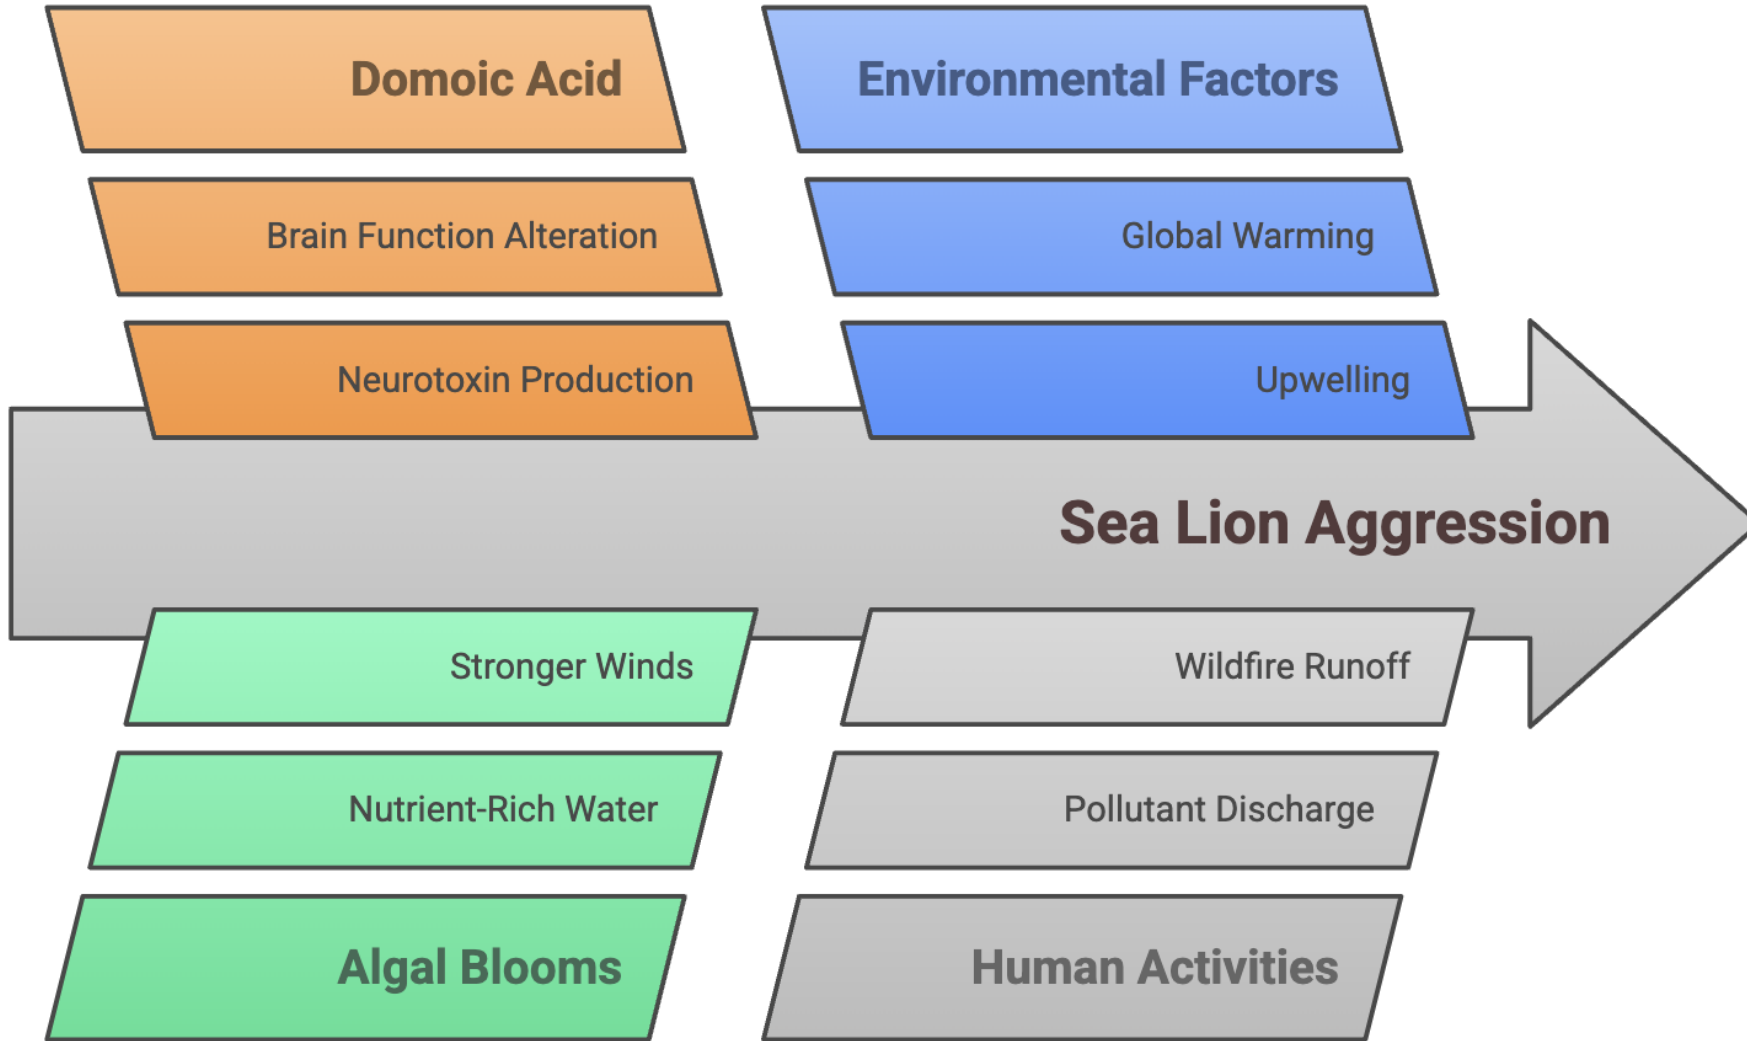 Domoic Acid
Brain Function Alteration
Neurotoxin Production
Environmental Factors
Global Warming
Upwelling
Sea Lion Aggression
Stronger Winds
Nutrient-Rich Water
Algal Blooms
Wildfire Runoff
Pollutant Discharge
Human Activities